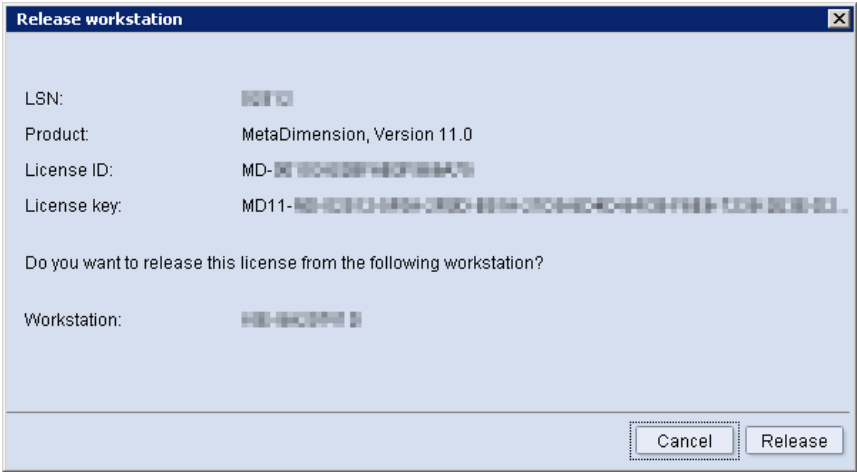 Release workstation
LSN:
Product: MetaDimension, Version 11.0
License ID: MD-
License key: MD11-
Do you want to release this license from the following workstation?
Workstation:
Cancel Release